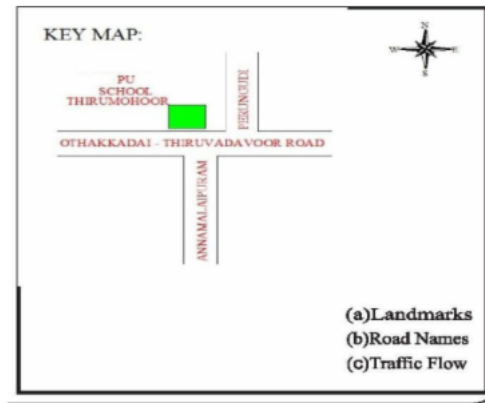 KEY MAP:
N
W E
S
PU
SCHOOL
THIRUMOHOOR
PERUNGUDI
OTHAKKADAI - THIRUVADAVOOR ROAD
ANNAMALAIPURAM
(a)Landmarks
(b)Road Names
(c)Traffic Flow